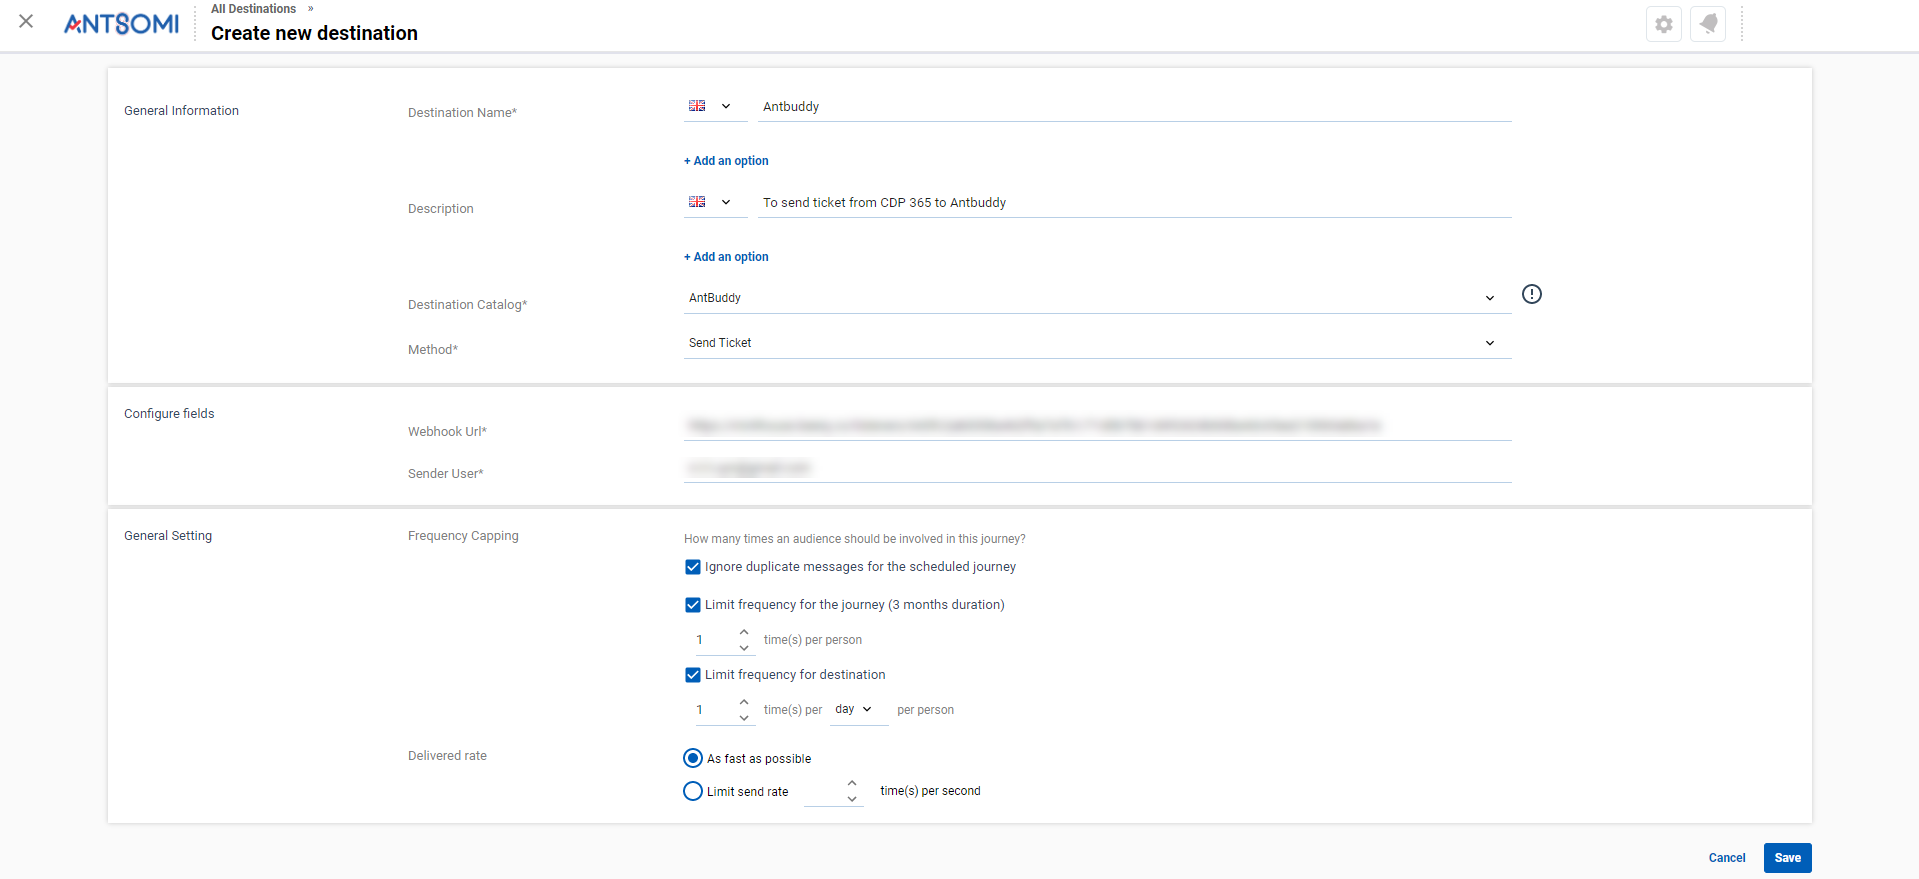 ANTSOMI
All Destinations »
Create new destination
General Information
Destination Name*
Antbuddy
+ Add an option
Description
To send ticket from CDP 365 to Antbuddy
+ Add an option
Destination Catalog*
AntBuddy
Method*
Send Ticket
Configure fields
Webhook Url*
Sender User*
General Setting
Frequency Capping
How many times an audience should be involved in this journey?
Ignore duplicate messages for the scheduled journey
Limit frequency for the journey (3 months duration)
1 time(s) per person
Limit frequency for destination
1 time(s) per day per person
Delivered rate
As fast as possible
Limit send rate time(s) per second
Cancel Save